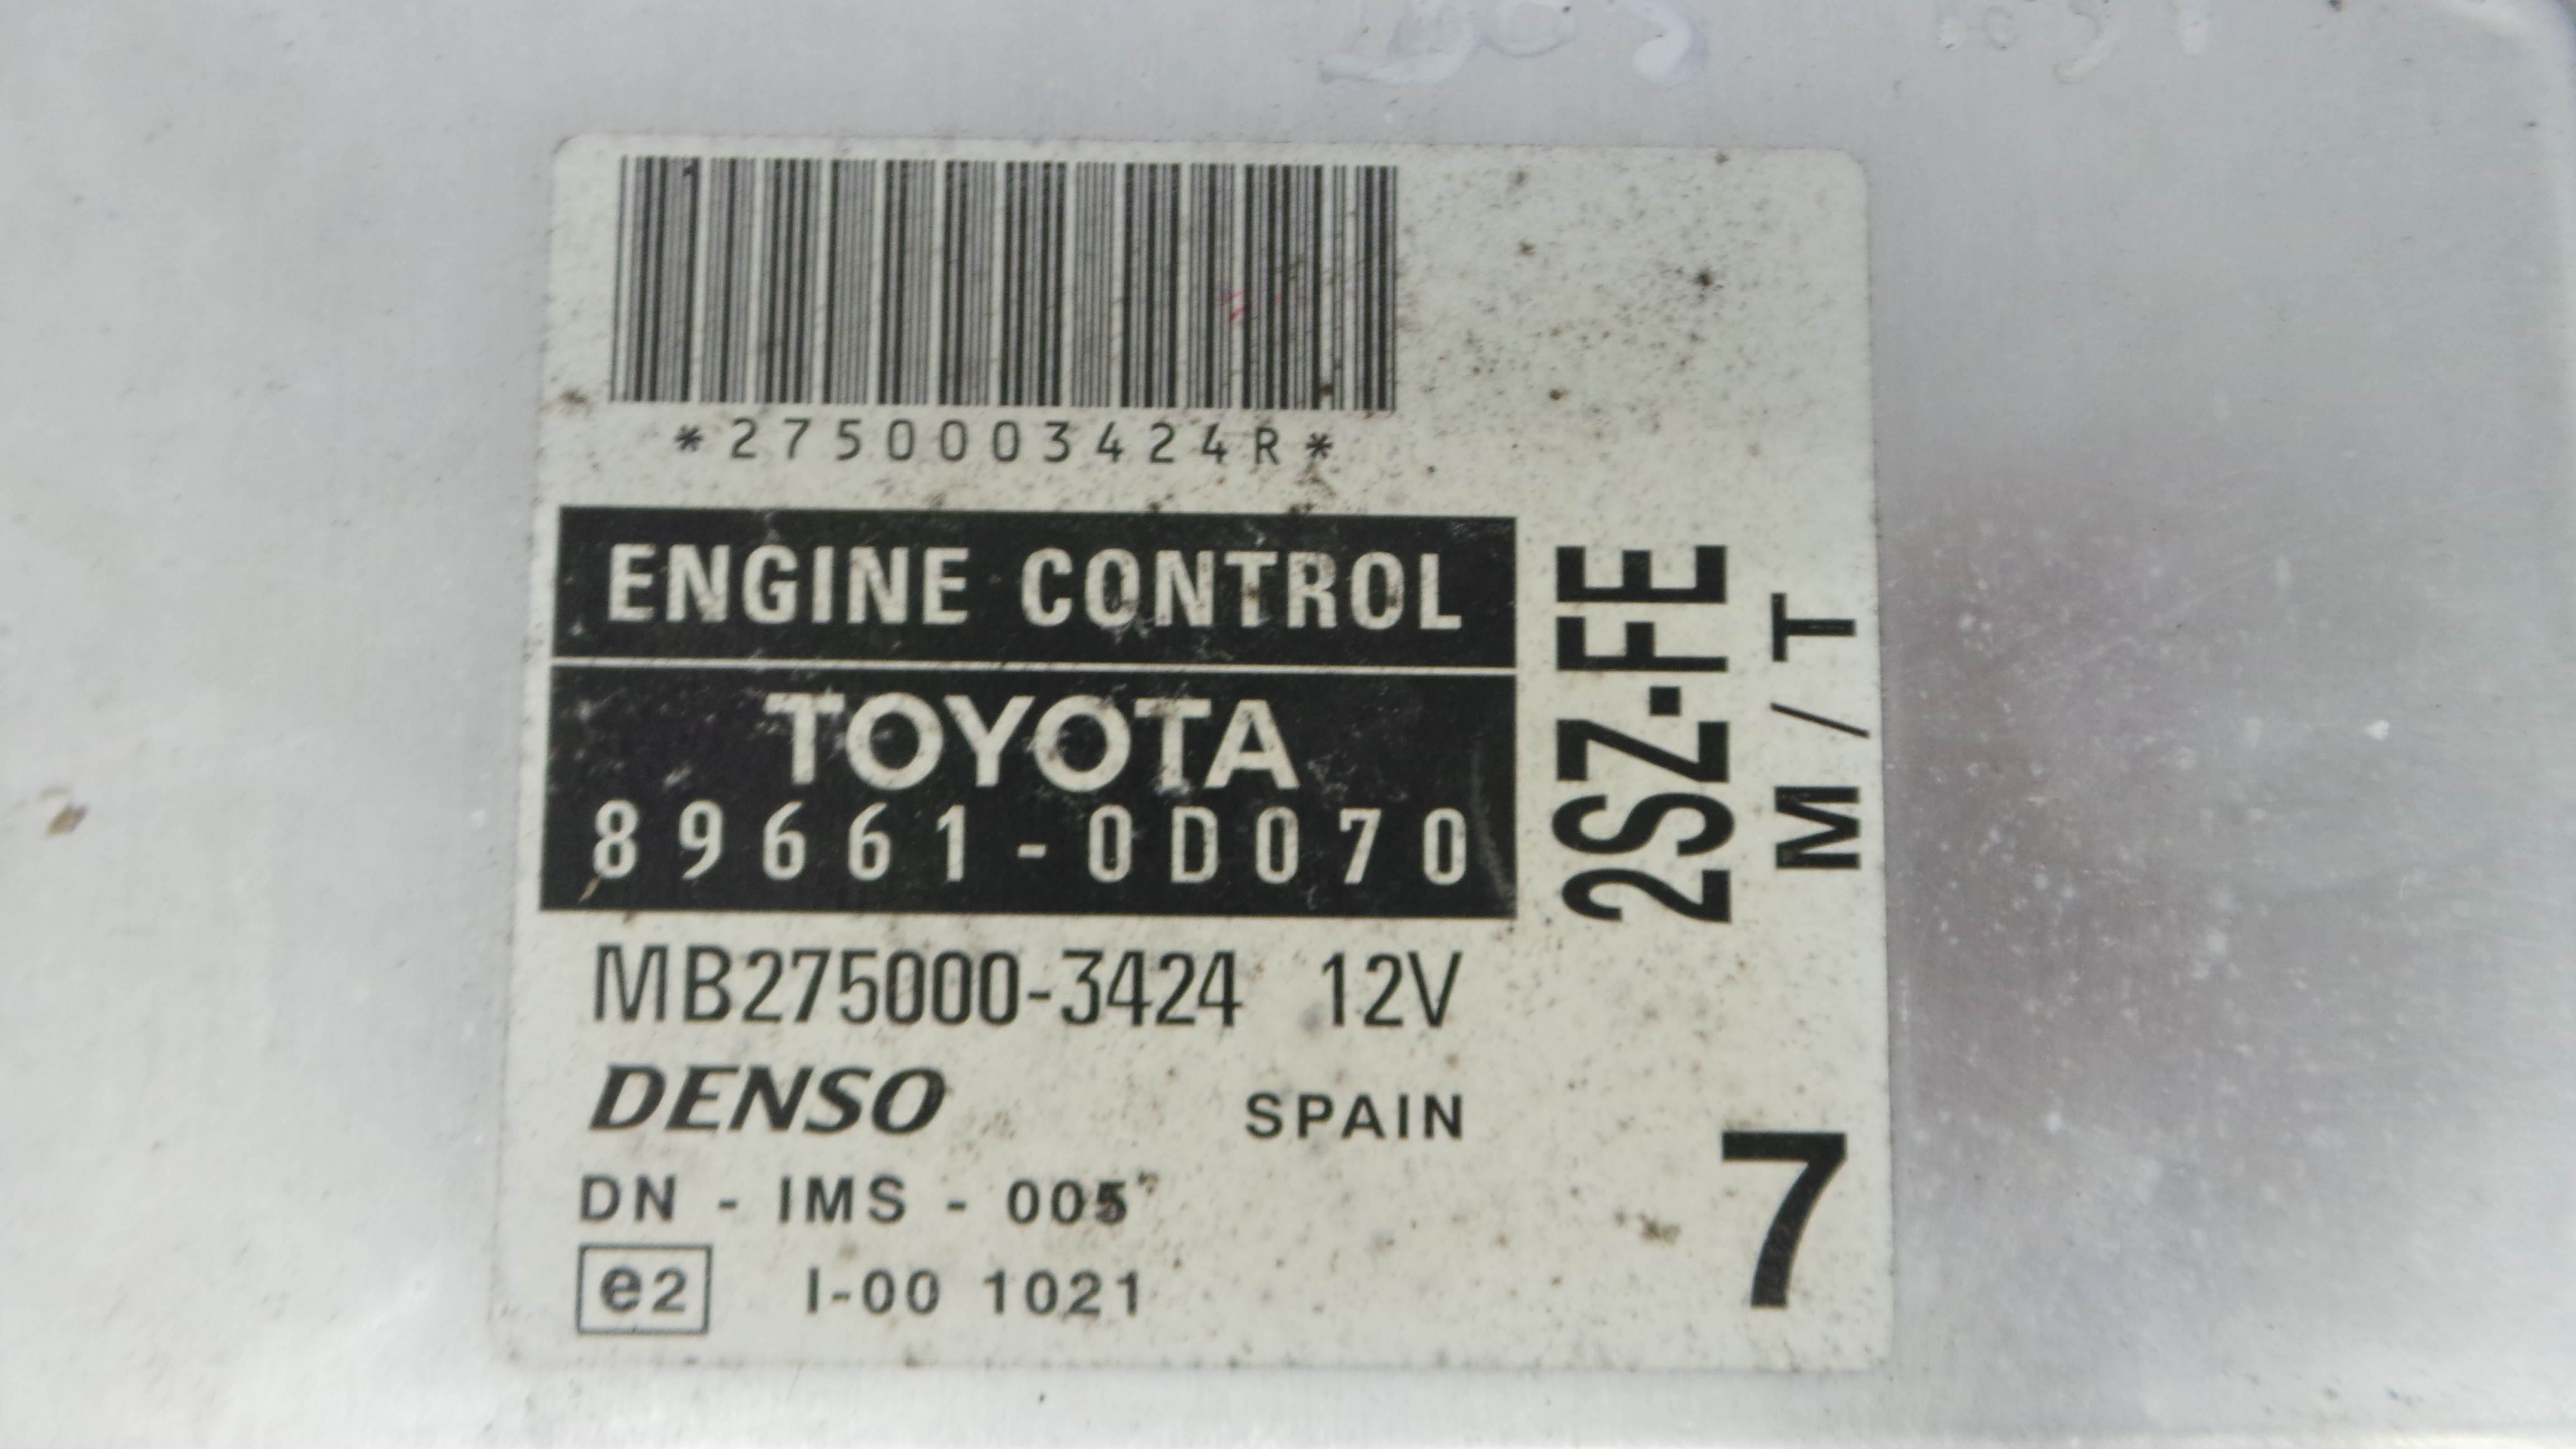 *2750003424R*
ENGINE CONTROL
TOYOTA
89661-0D070
2SZ-FE
M/T
MB275000-3424 12V
DENSO SPAIN
DN - IMS - 005
e2 I-00 1021
7